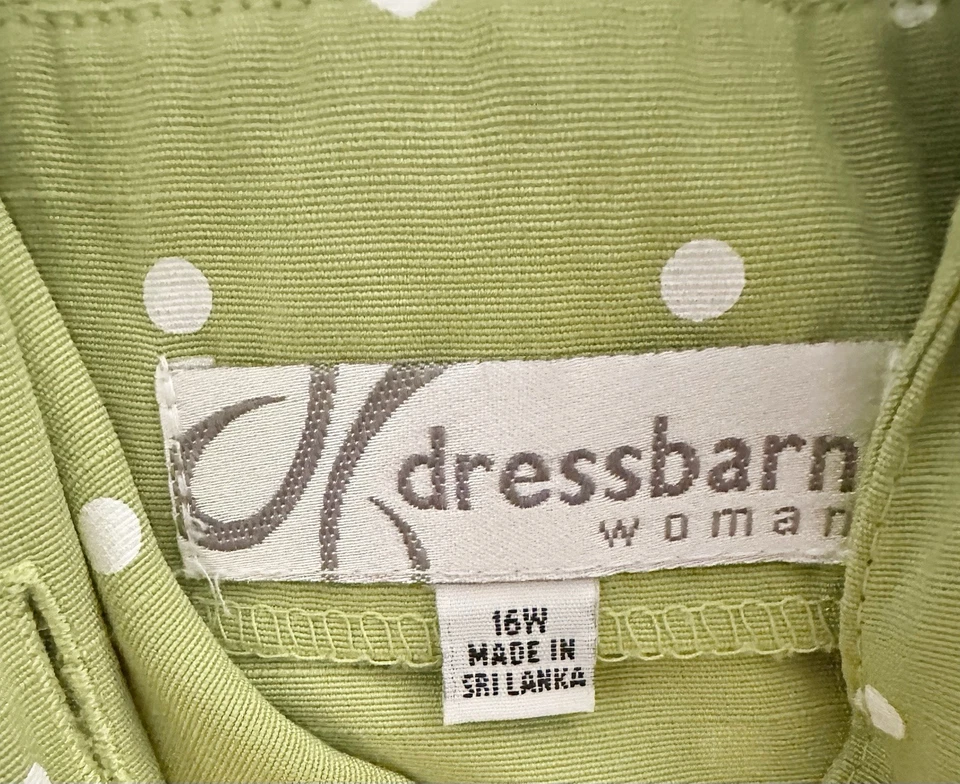 dressbarn
woman
16W
MADE IN
SRI LANKA